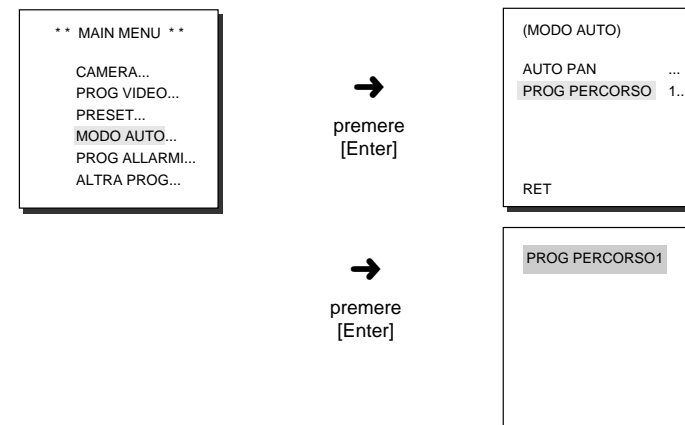 * * MAIN MENU * *
CAMERA...
PROG VIDEO...
PRESET...
MODO AUTO...
PROG ALLARMI...
ALTRA PROG...
premere
[Enter]
(MODO AUTO)
AUTO PAN ...
PROG PERCORSO 1..
RET
premere
[Enter]
PROG PERCORSO1